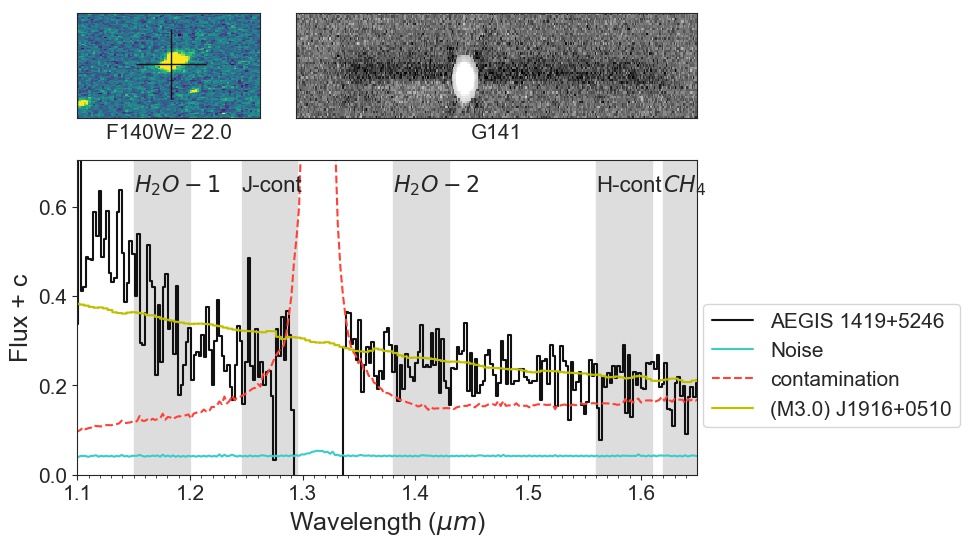 F140W= 22.0
G141
H₂O − 1
J-cont
H₂O − 2
H-cont
CH₄
0.6
0.4
0.2
0.0
Flux + c
1.1
1.2
1.3
1.4
1.5
1.6
Wavelength (μm)
AEGIS 1419+5246
Noise
contamination
(M3.0) J1916+0510